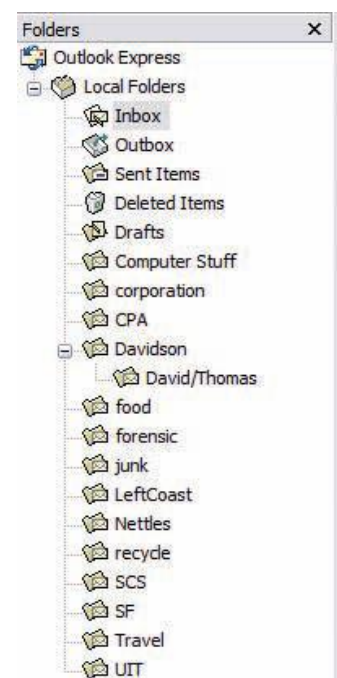 Folders
Outlook Express
Local Folders
Inbox
Outbox
Sent Items
Deleted Items
Drafts
Computer Stuff
corporation
CPA
Davidson
David/Thomas
food
forensic
junk
LeftCoast
Nettles
recycle
SCS
SF
Travel
UIT